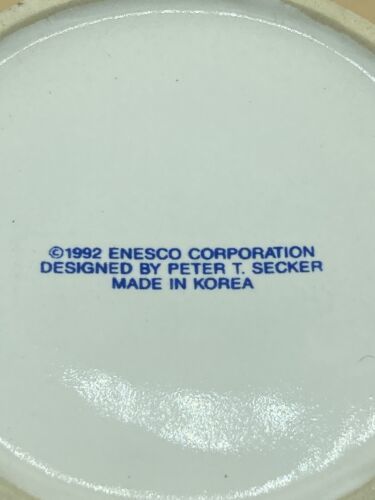 ©1992 ENESCO CORPORATION
DESIGNED BY PETER T. SECKER
MADE IN KOREA